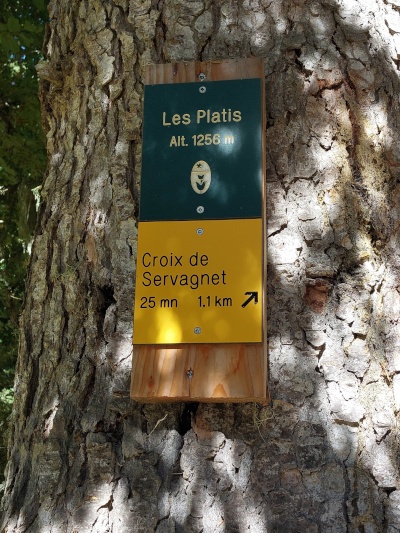 Les Platis
Alt. 1256 m
Croix de
Servagnet
25 mn 1.1 km